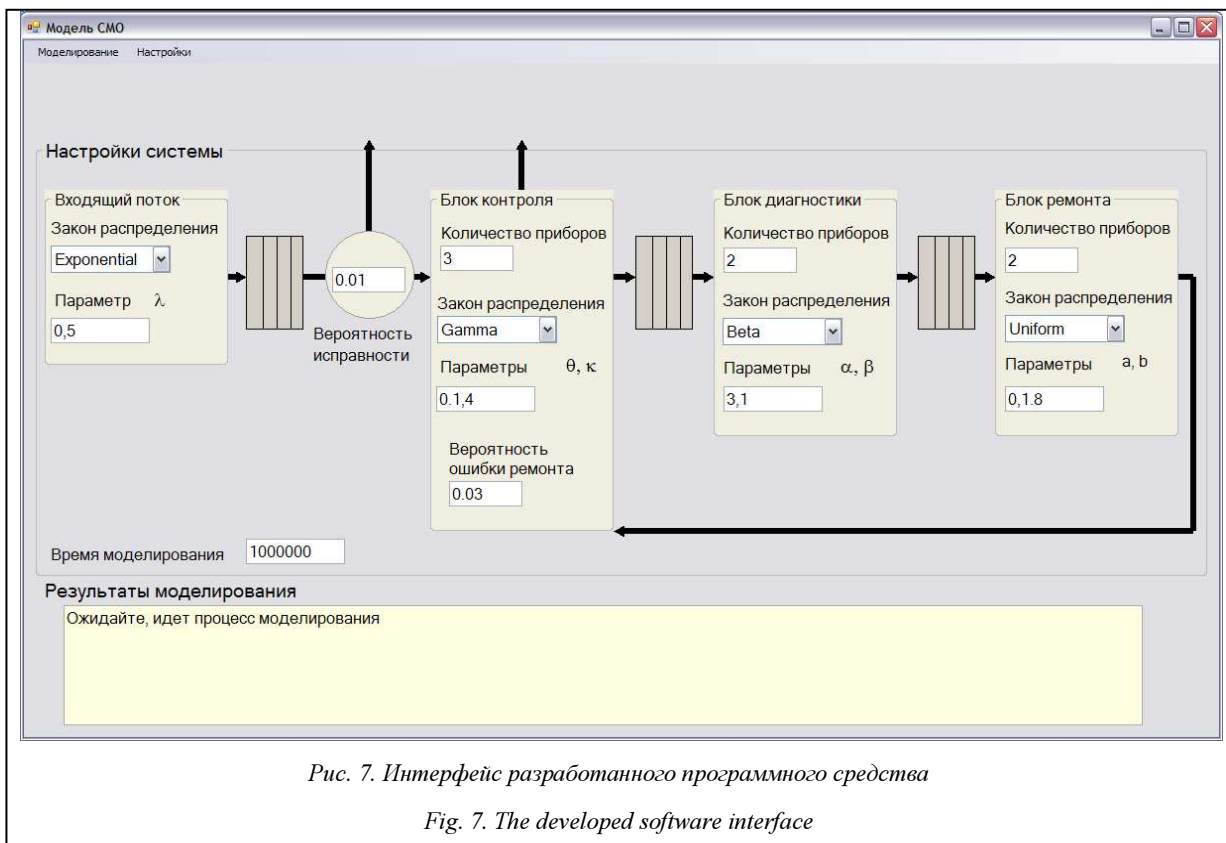 Модель СМО
Моделирование Настройки
Настройки системы
Входящий поток
Закон распределения
Exponential
Параметр λ
0,5
0.01
Вероятность
исправности
Блок контроля
Количество приборов
3
Закон распределения
Gamma
Параметры θ, κ
0.1,4
Вероятность
ошибки ремонта
0.03
Блок диагностики
Количество приборов
2
Закон распределения
Beta
Параметры α, β
3,1
Блок ремонта
Количество приборов
2
Закон распределения
Uniform
Параметры a, b
0,1.8
Время моделирования 1000000
Результаты моделирования
Ожидайте, идет процесс моделирования
Рис. 7. Интерфейс разработанного программного средства
Fig. 7. The developed software interface